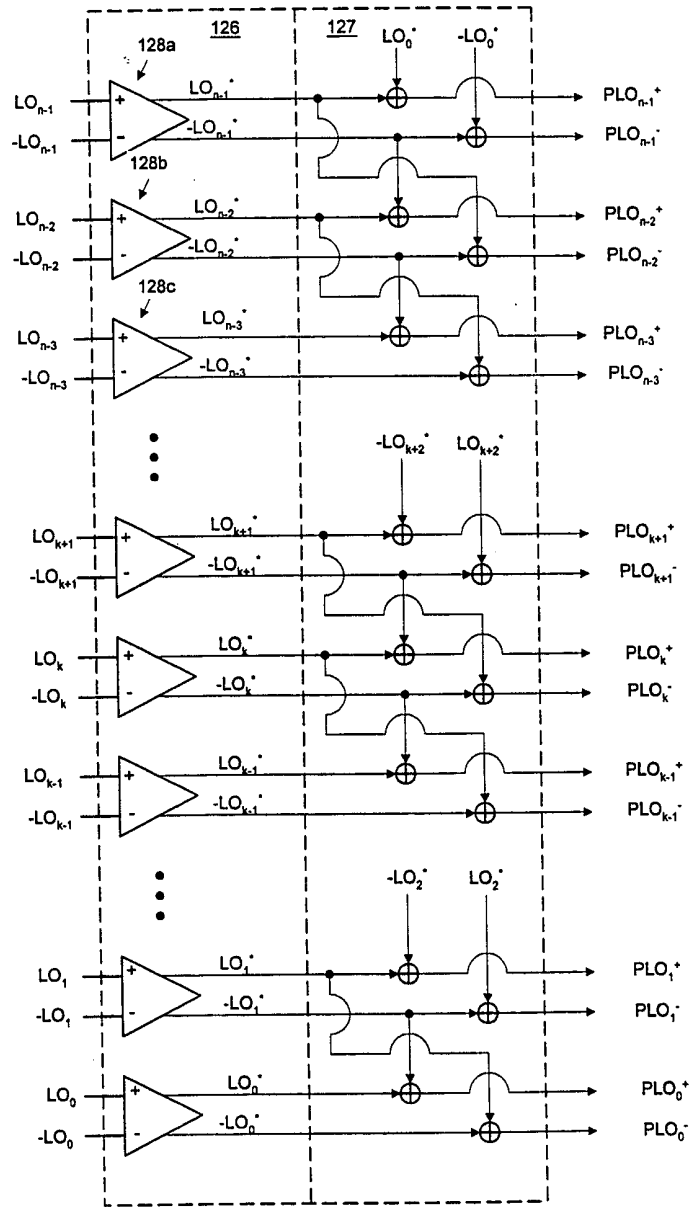 126 127
128a
LO₀* -LO₀*
LOₙ₋₁ + LOₙ₋₁* PLOₙ₋₁⁺
-LOₙ₋₁ - -LOₙ₋₁* PLOₙ₋₁⁻
128b
LOₙ₋₂ + LOₙ₋₂* PLOₙ₋₂⁺
-LOₙ₋₂ - -LOₙ₋₂* PLOₙ₋₂⁻
128c
LOₙ₋₃ + LOₙ₋₃* PLOₙ₋₃⁺
-LOₙ₋₃ - -LOₙ₋₃* PLOₙ₋₃⁻
-LOₖ₊₂* LOₖ₊₂*
LOₖ₊₁ + LOₖ₊₁* PLOₖ₊₁⁺
-LOₖ₊₁ - -LOₖ₊₁* PLOₖ₊₁⁻
LOₖ + LOₖ* PLOₖ⁺
-LOₖ - -LOₖ* PLOₖ⁻
LOₖ₋₁ + LOₖ₋₁* PLOₖ₋₁⁺
-LOₖ₋₁ - -LOₖ₋₁* PLOₖ₋₁⁻
-LO₂* LO₂*
LO₁ + LO₁* PLO₁⁺
-LO₁ - -LO₁* PLO₁⁻
LO₀ + LO₀* PLO₀⁺
-LO₀ - -LO₀* PLO₀⁻